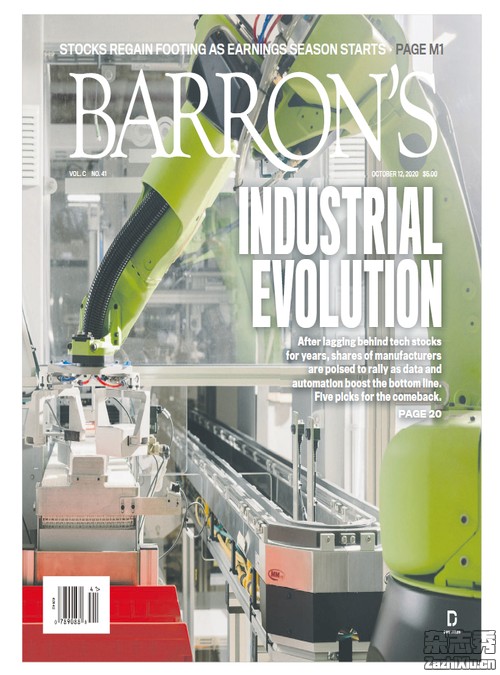 STOCKS REGAIN FOOTING AS EARNINGS SEASON STARTS • PAGE M1
BARRON'S
VOL. C NO. 41
OCTOBER 12, 2020 $5.00
INDUSTRIAL
EVOLUTION
After lagging behind tech stocks
for years, shares of manufacturers
are poised to rally as data and
automation boost the bottom line.
Five picks for the comeback.
PAGE 20
杂志秀
ZaZhiXiu.cn